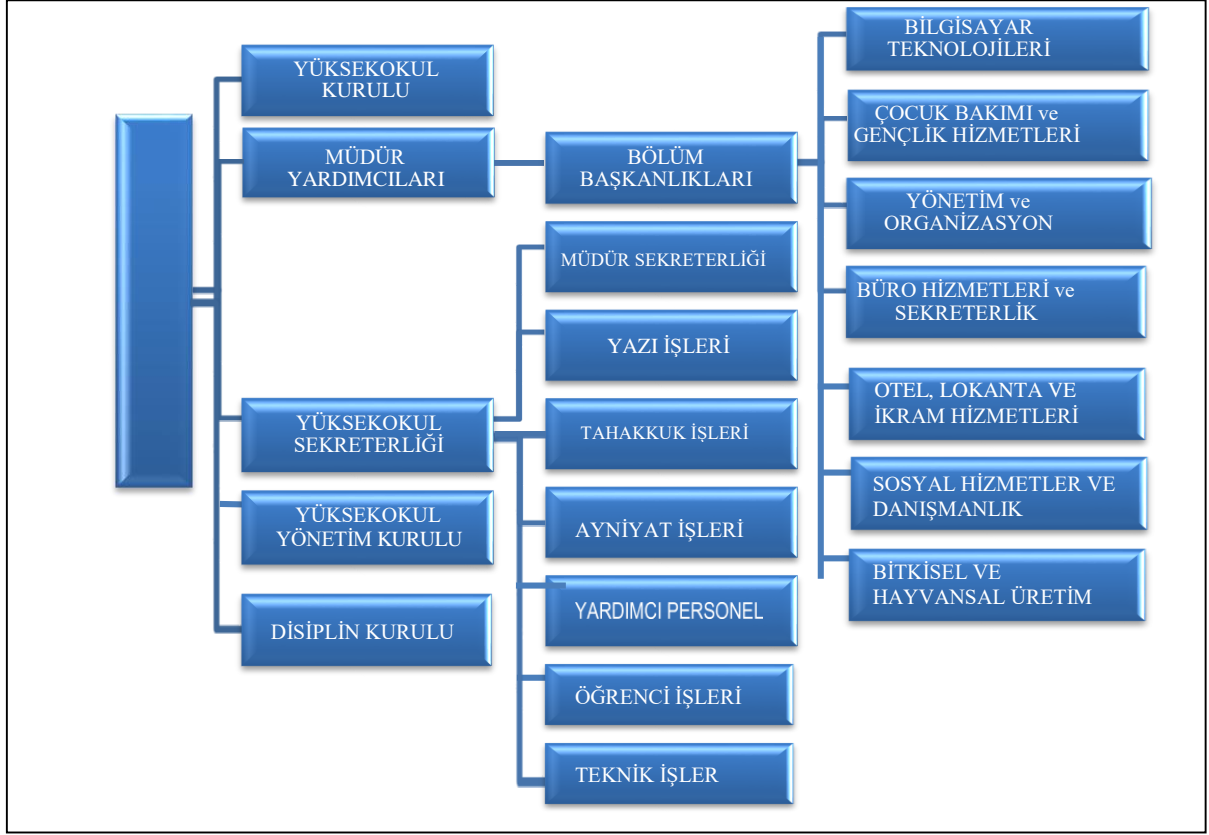 YÜKSEKOKUL
KURULU
MÜDÜR
YARDIMCILARI
YÜKSEKOKUL
SEKRETERLİĞİ
YÜKSEKOKUL
YÖNETİM KURULU
DİSİPLİN KURULU
BÖLÜM
BAŞKANLIKLARI
MÜDÜR SEKRETERLİĞİ
YAZI İŞLERİ
TAHAKKUK İŞLERİ
AYNİYAT İŞLERİ
YARDIMCI PERSONEL
ÖĞRENCİ İŞLERİ
TEKNİK İŞLER
BİLGİSAYAR
TEKNOLOJİLERİ
ÇOCUK BAKIMI ve
GENÇLİK HİZMETLERİ
YÖNETİM ve
ORGANİZASYON
BÜRO HİZMETLERİ ve
SEKRETERLİK
OTEL, LOKANTA VE
İKRAM HİZMETLERİ
SOSYAL HİZMETLER VE
DANIŞMANLIK
BİTKİSEL VE
HAYVANSAL ÜRETİM